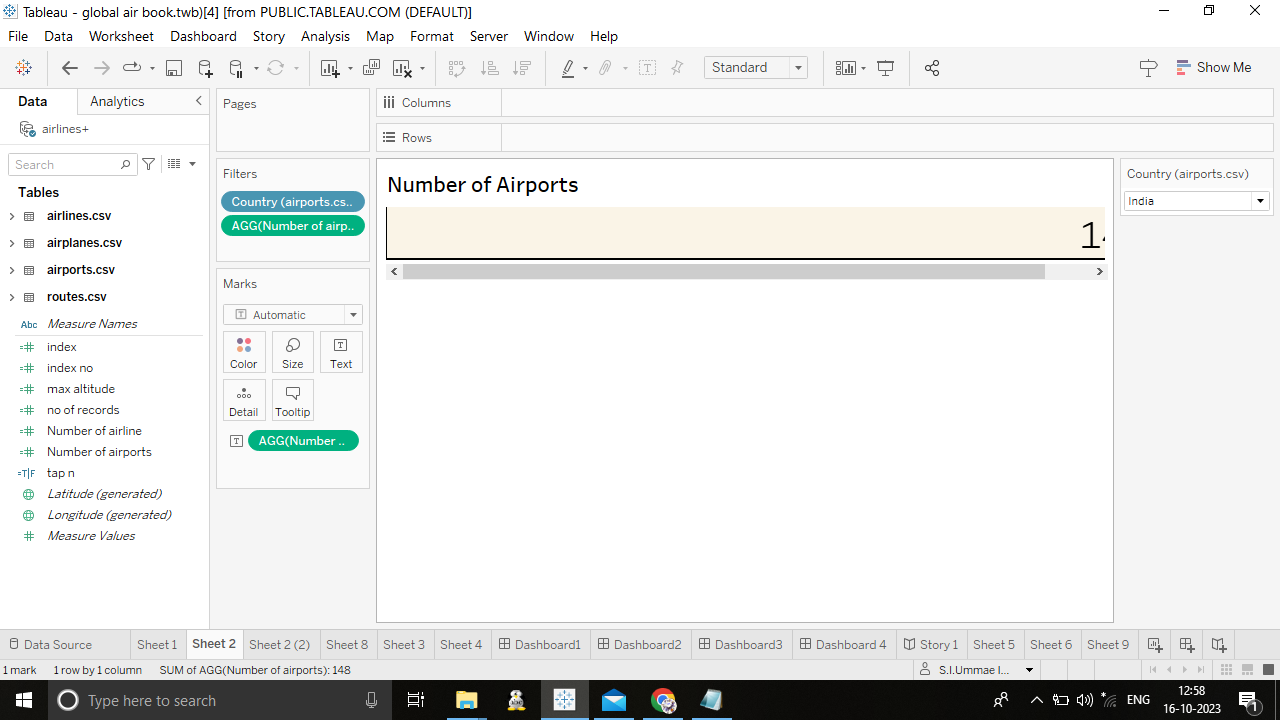 Tableau - global air book.twb)[4] [from PUBLIC.TABLEAU.COM (DEFAULT)]
File Data Worksheet Dashboard Story Analysis Map Format Server Window Help
Standard
Show Me
Data
Analytics
airlines+
Search
Tables
airlines.csv
airplanes.csv
airports.csv
routes.csv
Abc Measure Names
index
index no
max altitude
no of records
Number of airline
Number of airports
T|F tap n
Latitude (generated)
Longitude (generated)
Measure Values
Pages
Filters
Country (airports.cs..
AGG(Number of airp..
Marks
Automatic
Color
Size
Text
Detail
Tooltip
AGG(Number ..
Columns
Rows
Number of Airports
Country (airports.csv)
India
Data Source Sheet 1 Sheet 2 Sheet 2 (2) Sheet 8 Sheet 3 Sheet 4 Dashboard1 Dashboard2 Dashboard3 Dashboard 4 Story 1 Sheet 5 Sheet 6 Sheet 9
1 mark 1 row by 1 column SUM of AGG(Number of airports): 148
S.I.Ummae I...
Type here to search
ENG
12:58
16-10-2023
1